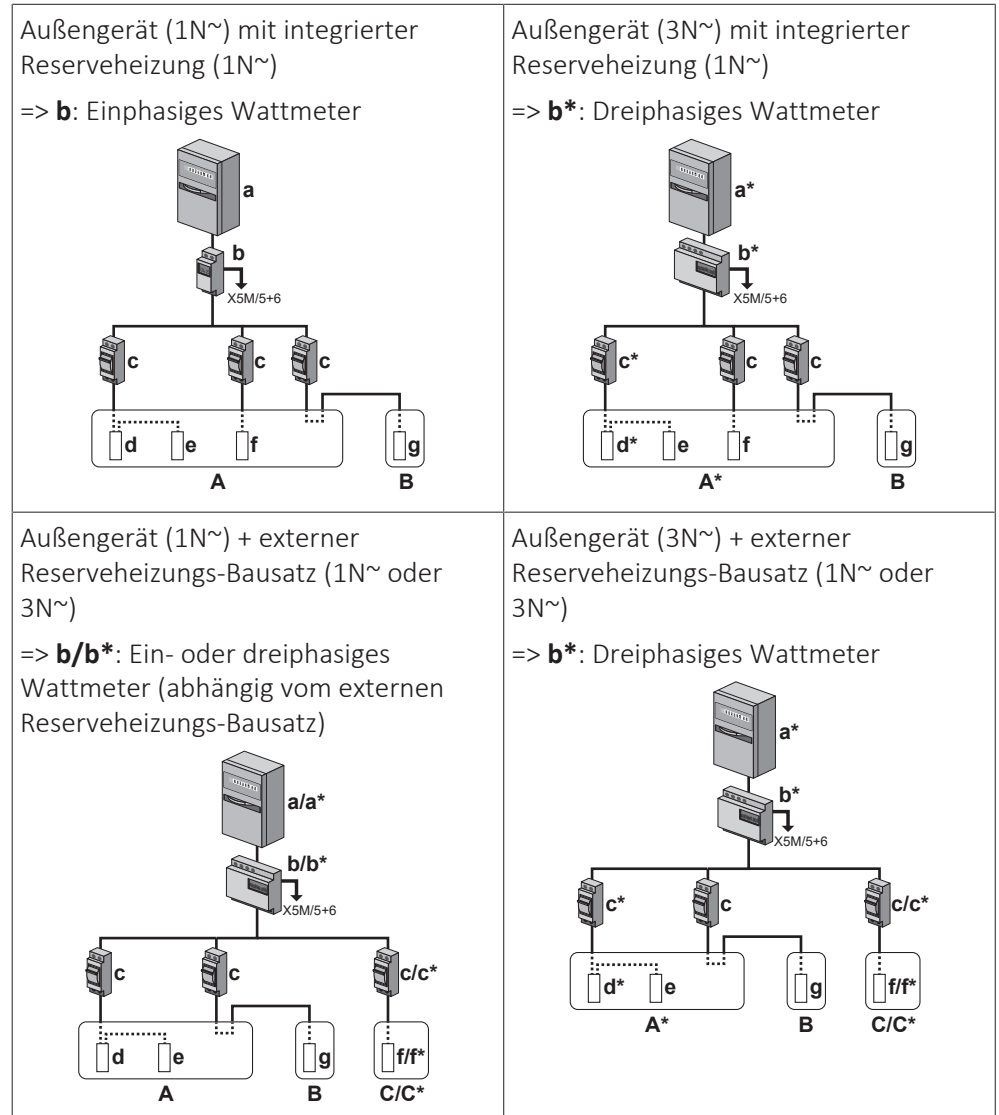 Außengerät (1N~) mit integrierter
Reserveheizung (1N~)
=> b: Einphasiges Wattmeter
a
b
X5M/5+6
c
c
c
d
e
f
g
A
B
Außengerät (3N~) mit integrierter
Reserveheizung (1N~)
=> b*: Dreiphasiges Wattmeter
a*
b*
X5M/5+6
c*
c
c
d*
e
f
g
A*
B
Außengerät (1N~) + externer
Reserveheizungs-Bausatz (1N~ oder
3N~)
=> b/b*: Ein- oder dreiphasiges
Wattmeter (abhängig vom externen
Reserveheizungs-Bausatz)
a/a*
b/b*
X5M/5+6
c
c
c/c*
d
e
g
f/f*
A
B
C/C*
Außengerät (3N~) + externer
Reserveheizungs-Bausatz (1N~ oder
3N~)
=> b*: Dreiphasiges Wattmeter
a*
b*
X5M/5+6
c*
c
c/c*
d*
e
g
f/f*
A*
B
C/C*